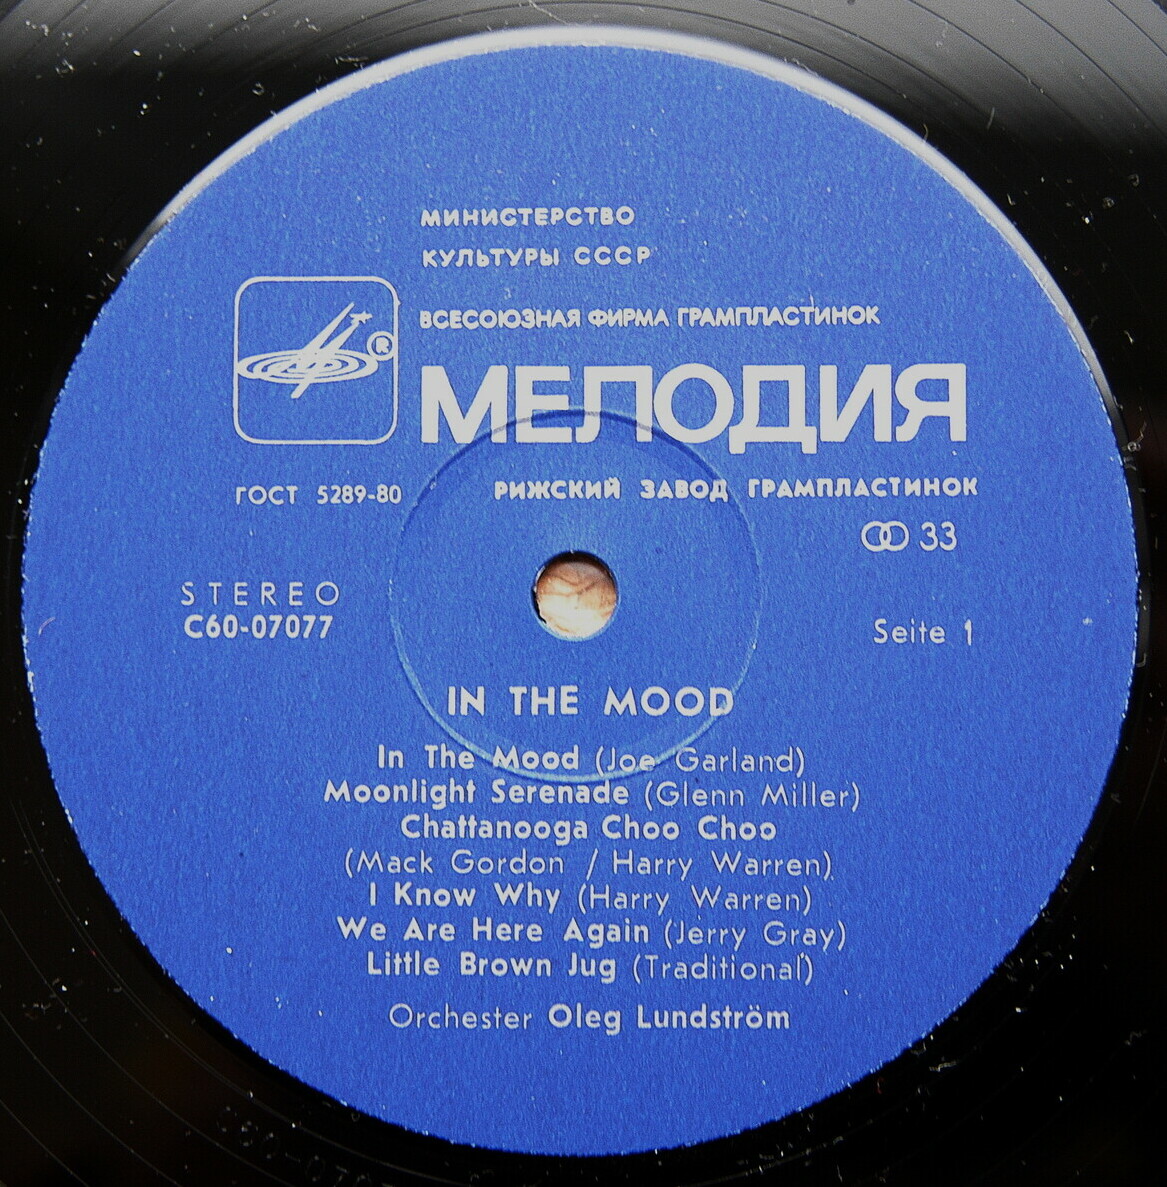 МИНИСТЕРСТВО
КУЛЬТУРЫ СССР
ВСЕСОЮЗНАЯ ФИРМА ГРАМПЛАСТИНОК
®
МЕЛОДИЯ
ГОСТ 5289-80
РИЖСКИЙ ЗАВОД ГРАМПЛАСТИНОК
33
STEREO
С60-07077
Seite 1
IN THE MOOD
In The Mood (Joe Garland)
Moonlight Serenade (Glenn Miller)
Chattanooga Choo Choo
(Mack Gordon / Harry Warren)
I Know Why (Harry Warren)
We Are Here Again (Jerry Gray)
Little Brown Jug (Traditional)
Orchester Oleg Lundström